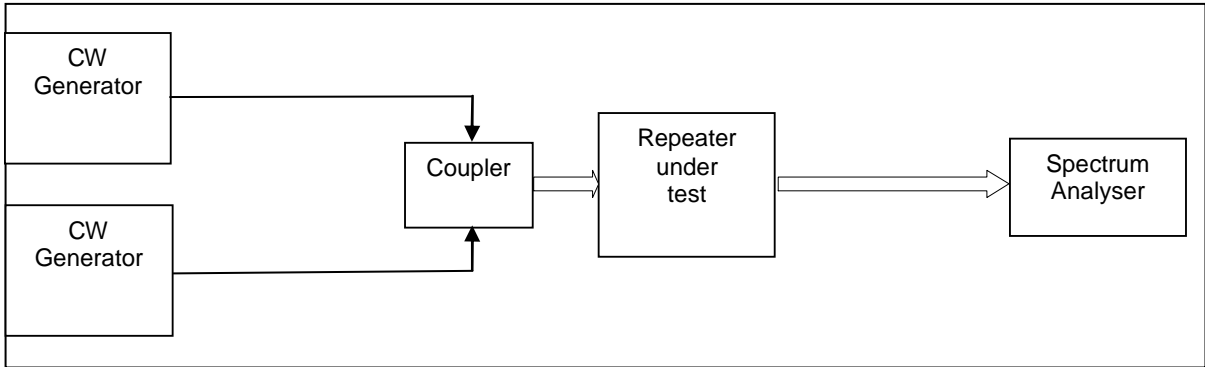 CW
Generator
Coupler
Repeater
under
test
Spectrum
Analyser
CW
Generator